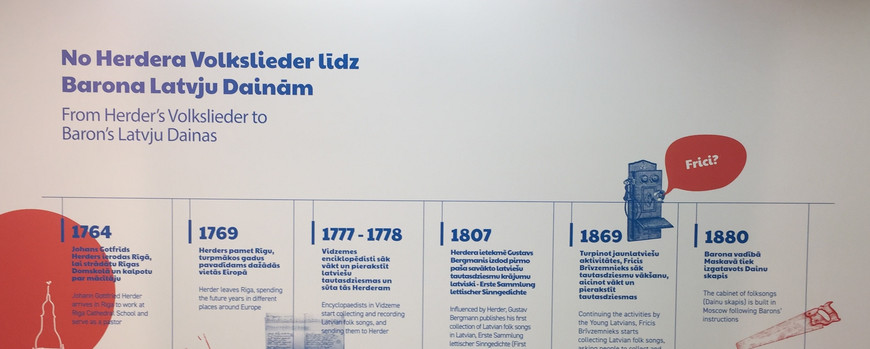 No Herdera Volkslieder līdz
Barona Latvju Dainām
From Herder's Volkslieder to
Baron's Latvju Dainas
Frici?
1764
Johans Gotfrīds
Herders ierodas Rīgā,
lai strādātu Rīgas
Domskolā un kalpotu
par mācītāju
Johann Gottfried Herder
arrives in Riga to work at
Riga Cathedral School and
serve as a pastor
1769
Herders pamet Rīgu,
turpmākos gadus
pavadīdams dažādās
vietās Eiropā
Herder leaves Riga, spending
the future years in different
places around Europe
1777 - 1778
Vidzemes
enciklopēdisti sāk
vākt un pierakstīt
latviešu
tautasdziesmas un
sūta tās Herderam
Encyclopaedists in Vidzeme
start collecting and recording
Latvian folk songs, and
sending them to Herder
1807
Herdera ietekmē Gustavs
Bergmanis izdod pirmo
paša savākto latviešu
tautasdziesmu krājumu
latviski - Erste Sammlung
lettischer Sinngedichte
Influenced by Herder, Gustav
Bergmann publishes his first
collection of Latvian folk songs
in Latvian, Erste Sammlung
lettischer Sinngedichte (First
1869
Turpinot jaunlatviešu
aktivitātes, Fricis
Brīvzemnieks sāk
tautasdziesmu vākšanu,
aicinot vākt un
pierakstīt
tautasdziesmas
Continuing the activities by
the Young Latvians, Fricis
Brīvzemnieks starts
collecting Latvian folk songs,
asking people to collect and
1880
Barona vadībā
Maskavā tiek
izgatavots Dainu
skapis
The cabinet of folksongs
(Dainu skapis) is built in
Moscow following Barons'
instructions